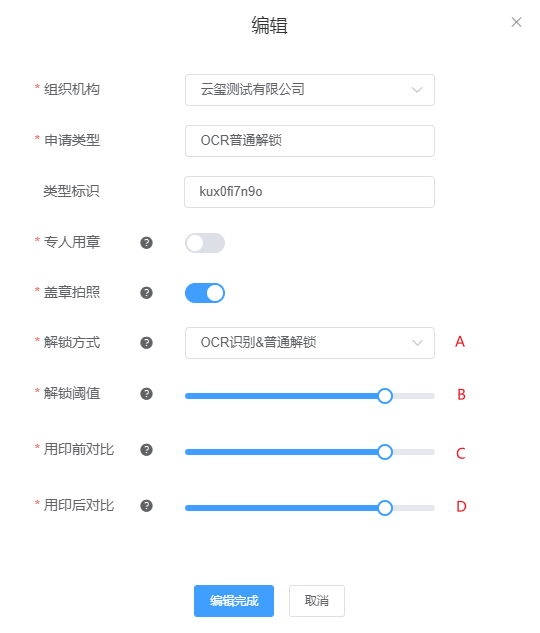 编辑
* 组织机构 云玺测试有限公司
* 申请类型 OCR普通解锁
类型标识 kux0fi7n9o
* 专人用章 ?
* 盖章拍照 ?
* 解锁方式 ? OCR识别&普通解锁 A
* 解锁阈值 ? B
* 用印前对比 ? C
* 用印后对比 ? D
编辑完成 取消